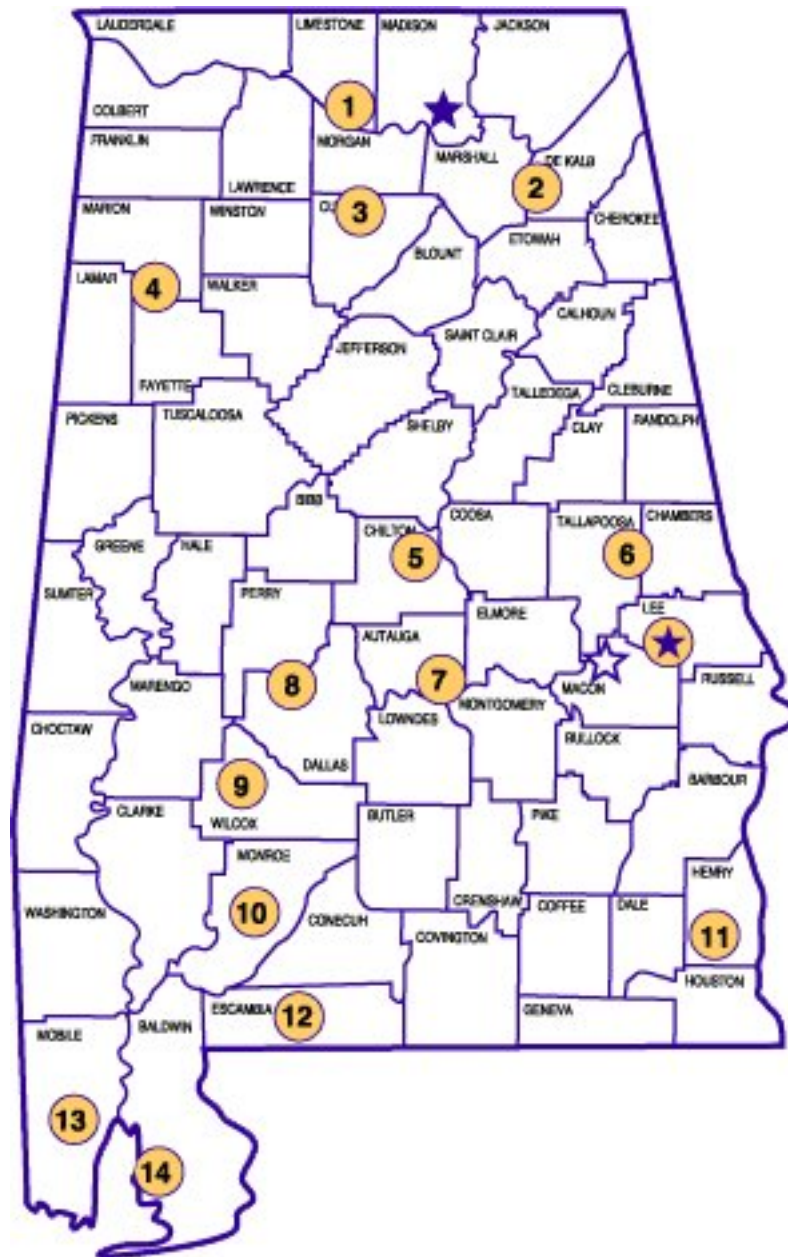 LAUDERDALE
LIMESTONE
MADISON
JACKSON
COLBERT
1
FRANKLIN
LAWRENCE
MORGAN
MARSHALL
DE KALB
2
MARION
WINSTON
CU
3
BLOUNT
ETOWAH
CHEROKEE
LAMAR
4
WALKER
JEFFERSON
SAINT CLAIR
CALHOUN
FAYETTE
CLEBURNE
PICKENS
TUSCALOOSA
SHELBY
TALLEDEGA
CLAY
RANDOLPH
BIBB
CHILTON
COOSA
TALLAPOOSA
CHAMBERS
GREENE
HALE
5
6
SUMTER
PERRY
AUTAUGA
ELMORE
LEE
MARENGO
8
7
MACON
RUSSELL
CHOCTAW
LOWNDES
MONTGOMERY
BULLOCK
DALLAS
BARBOUR
9
CLARKE
WILCOX
BUTLER
PIKE
MONROE
HENRY
WASHINGTON
10
CONECUH
CRENSHAW
COFFEE
DALE
COVINGTON
11
HOUSTON
ESCAMBIA
12
GENEVA
MOBILE
BALDWIN
13
14